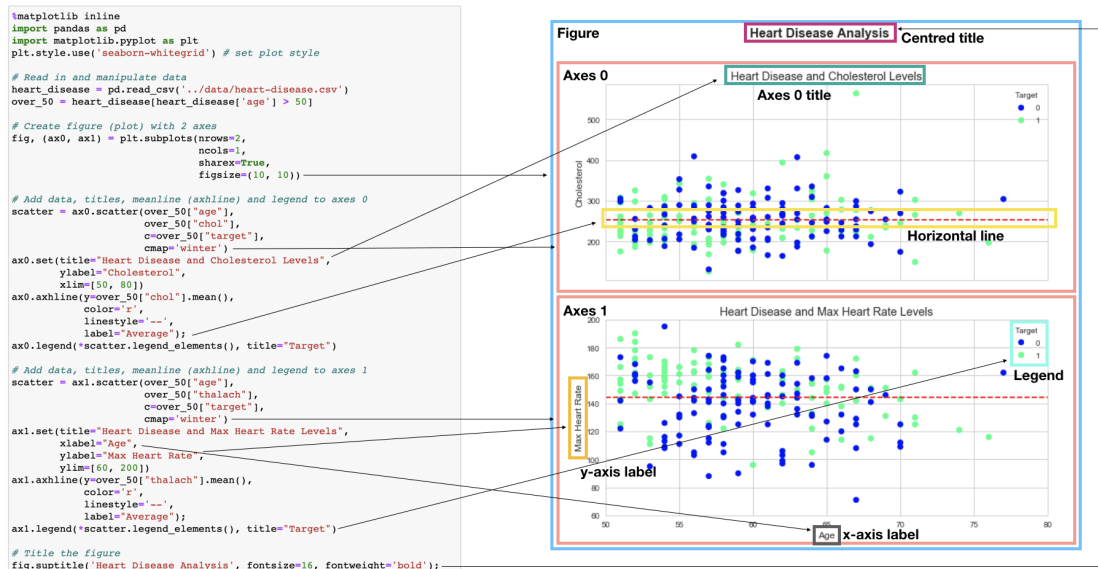 %matplotlib inline
import pandas as pd
import matplotlib.pyplot as plt
plt.style.use('seaborn-whitegrid') # set plot style

# Read in and manipulate data
heart_disease = pd.read_csv('../data/heart-disease.csv')
over_50 = heart_disease[heart_disease['age'] > 50]

# Create figure (plot) with 2 axes
fig, (ax0, ax1) = plt.subplots(nrows=2,
                               ncols=1,
                               sharex=True,
                               figsize=(10, 10))

# Add data, titles, meanline (axhline) and legend to axes 0
scatter = ax0.scatter(over_50["age"],
                      over_50["chol"],
                      c=over_50["target"],
                      cmap='winter')
ax0.set(title="Heart Disease and Cholesterol Levels",
        ylabel="Cholesterol",
        xlim=[50, 80])
ax0.axhline(y=over_50["chol"].mean(),
            color='r',
            linestyle='--',
            label="Average");
ax0.legend(*scatter.legend_elements(), title="Target")

# Add data, titles, meanline (axhline) and legend to axes 1
scatter = ax1.scatter(over_50["age"],
                      over_50["thalach"],
                      c=over_50["target"],
                      cmap='winter')
ax1.set(title="Heart Disease and Max Heart Rate Levels",
        xlabel="Age",
        ylabel="Max Heart Rate",
        ylim=[60, 200])
ax1.axhline(y=over_50["thalach"].mean(),
            color='r',
            linestyle='--',
            label="Average");
ax1.legend(*scatter.legend_elements(), title="Target")

# Title the figure
fig.suptitle('Heart Disease Analysis', fontsize=16, fontweight='bold');
Figure
Heart Disease Analysis
Centred title
Axes 0
Heart Disease and Cholesterol Levels
Axes 0 title
Target
0
1
500
400
300
200
Cholesterol
Horizontal line
Axes 1
Heart Disease and Max Heart Rate Levels
Target
0
1
Legend
200
180
160
140
120
100
80
60
Max Heart Rate
y-axis label
50
55
60
65
70
75
80
Age
x-axis label